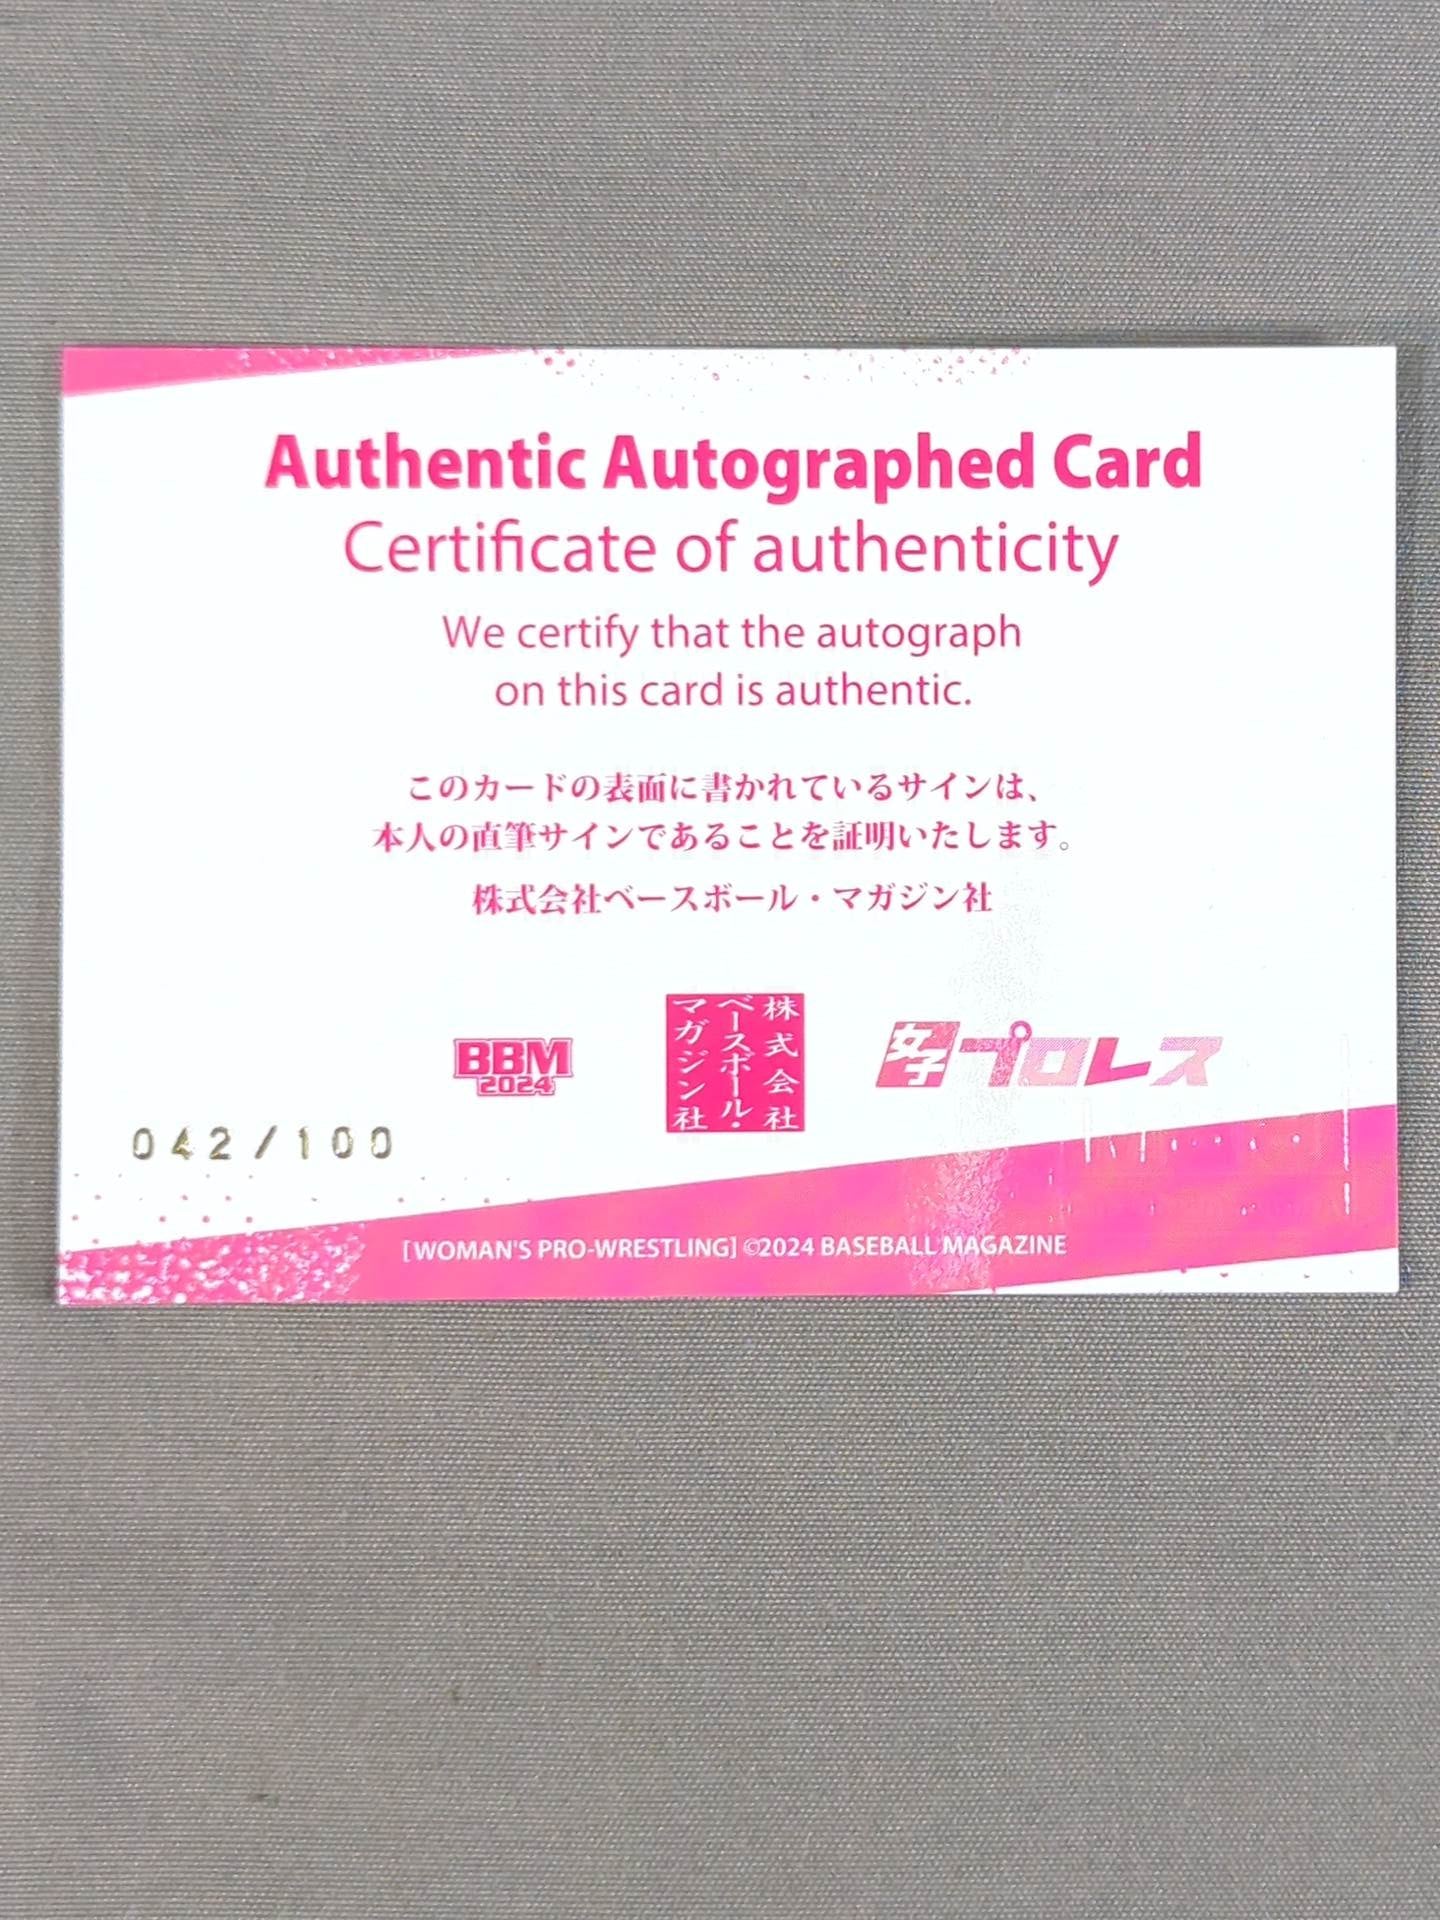 Authentic Autographed Card
Certificate of authenticity
We certify that the autograph
on this card is authentic.
このカードの表面に書かれているサインは、
本人の直筆サインであることを証明いたします。
株式会社ベースボール・マガジン社
BBM
2024
株式会社
ベースボール・
マガジン社
女子プロレス
042/100
[WOMAN'S PRO-WRESTLING] ©2024 BASEBALL MAGAZINE